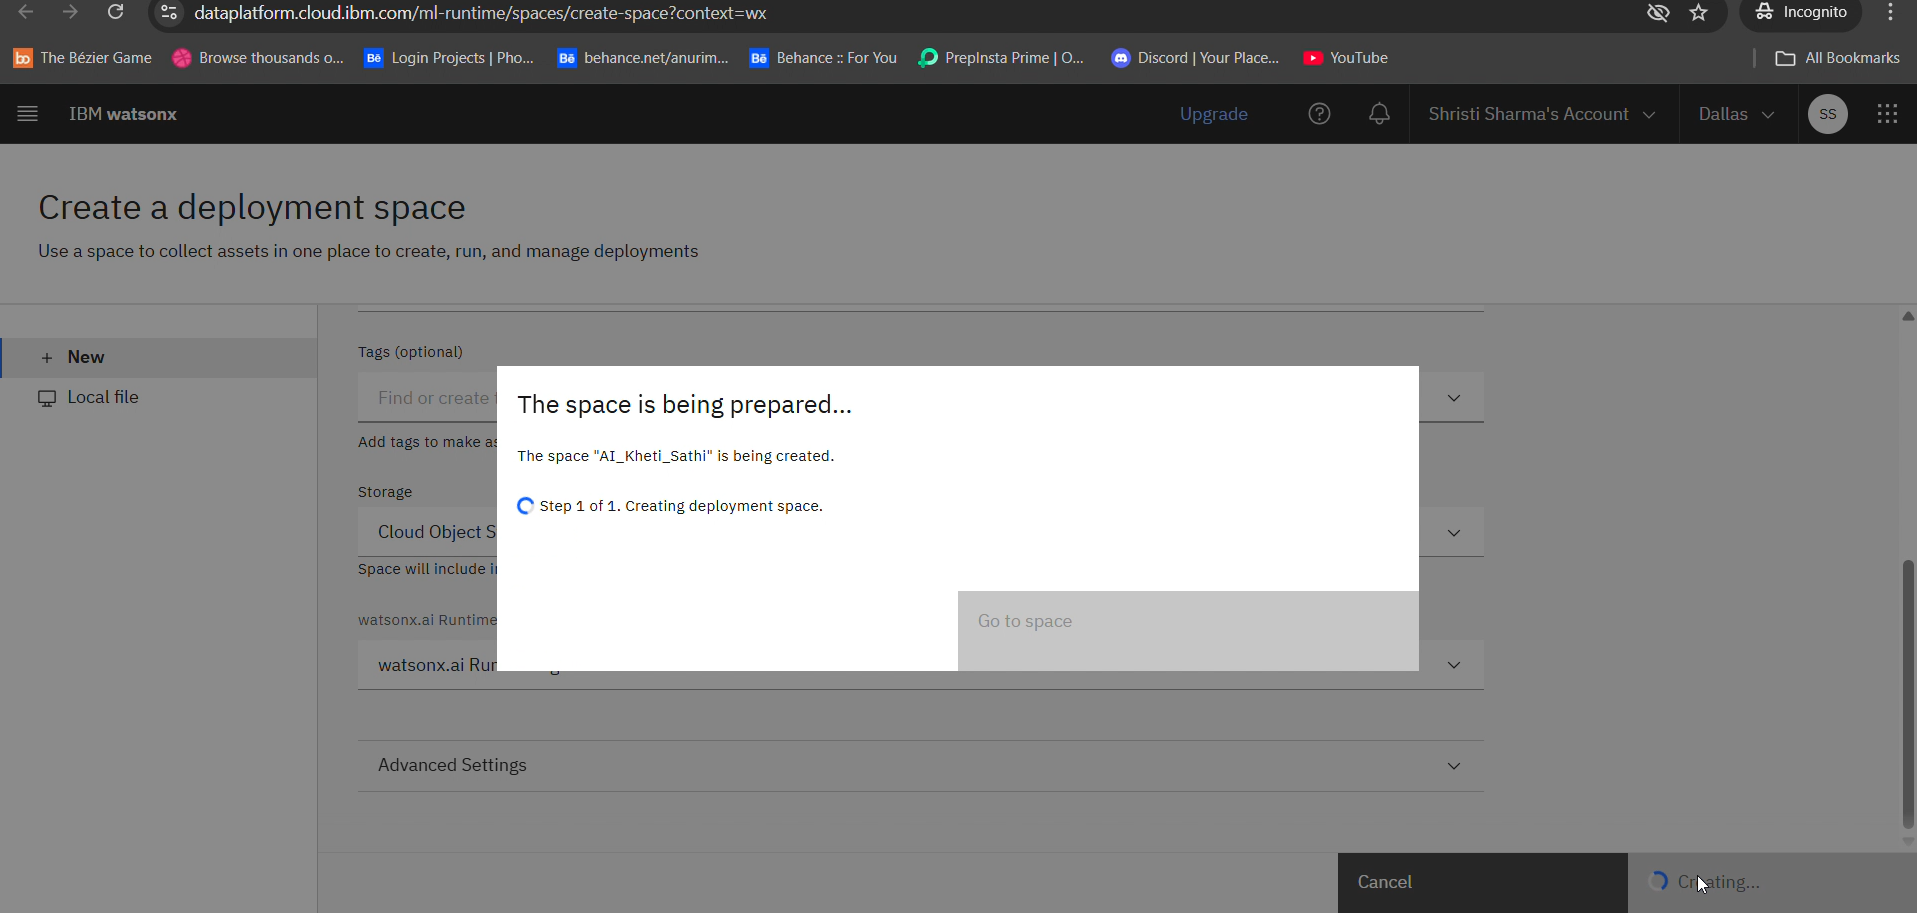 dataplatform.cloud.ibm.com/ml-runtime/spaces/create-space?context=wx
Incognito
The Bézier Game
Browse thousands o...
Login Projects | Pho...
behance.net/anurim...
Behance :: For You
PrepInsta Prime | O...
Discord | Your Place...
YouTube
All Bookmarks
IBM watsonx
Upgrade
Shristi Sharma's Account
Dallas
SS
Create a deployment space
Use a space to collect assets in one place to create, run, and manage deployments
+ New
Local file
Tags (optional)
Find or create
Add tags to make as
Storage
Cloud Object S
Space will include
watsonx.ai Runtime
watsonx.ai Run
Advanced Settings
The space is being prepared...
The space "AI_Kheti_Sathi" is being created.
Step 1 of 1. Creating deployment space.
Go to space
Cancel
Creating...